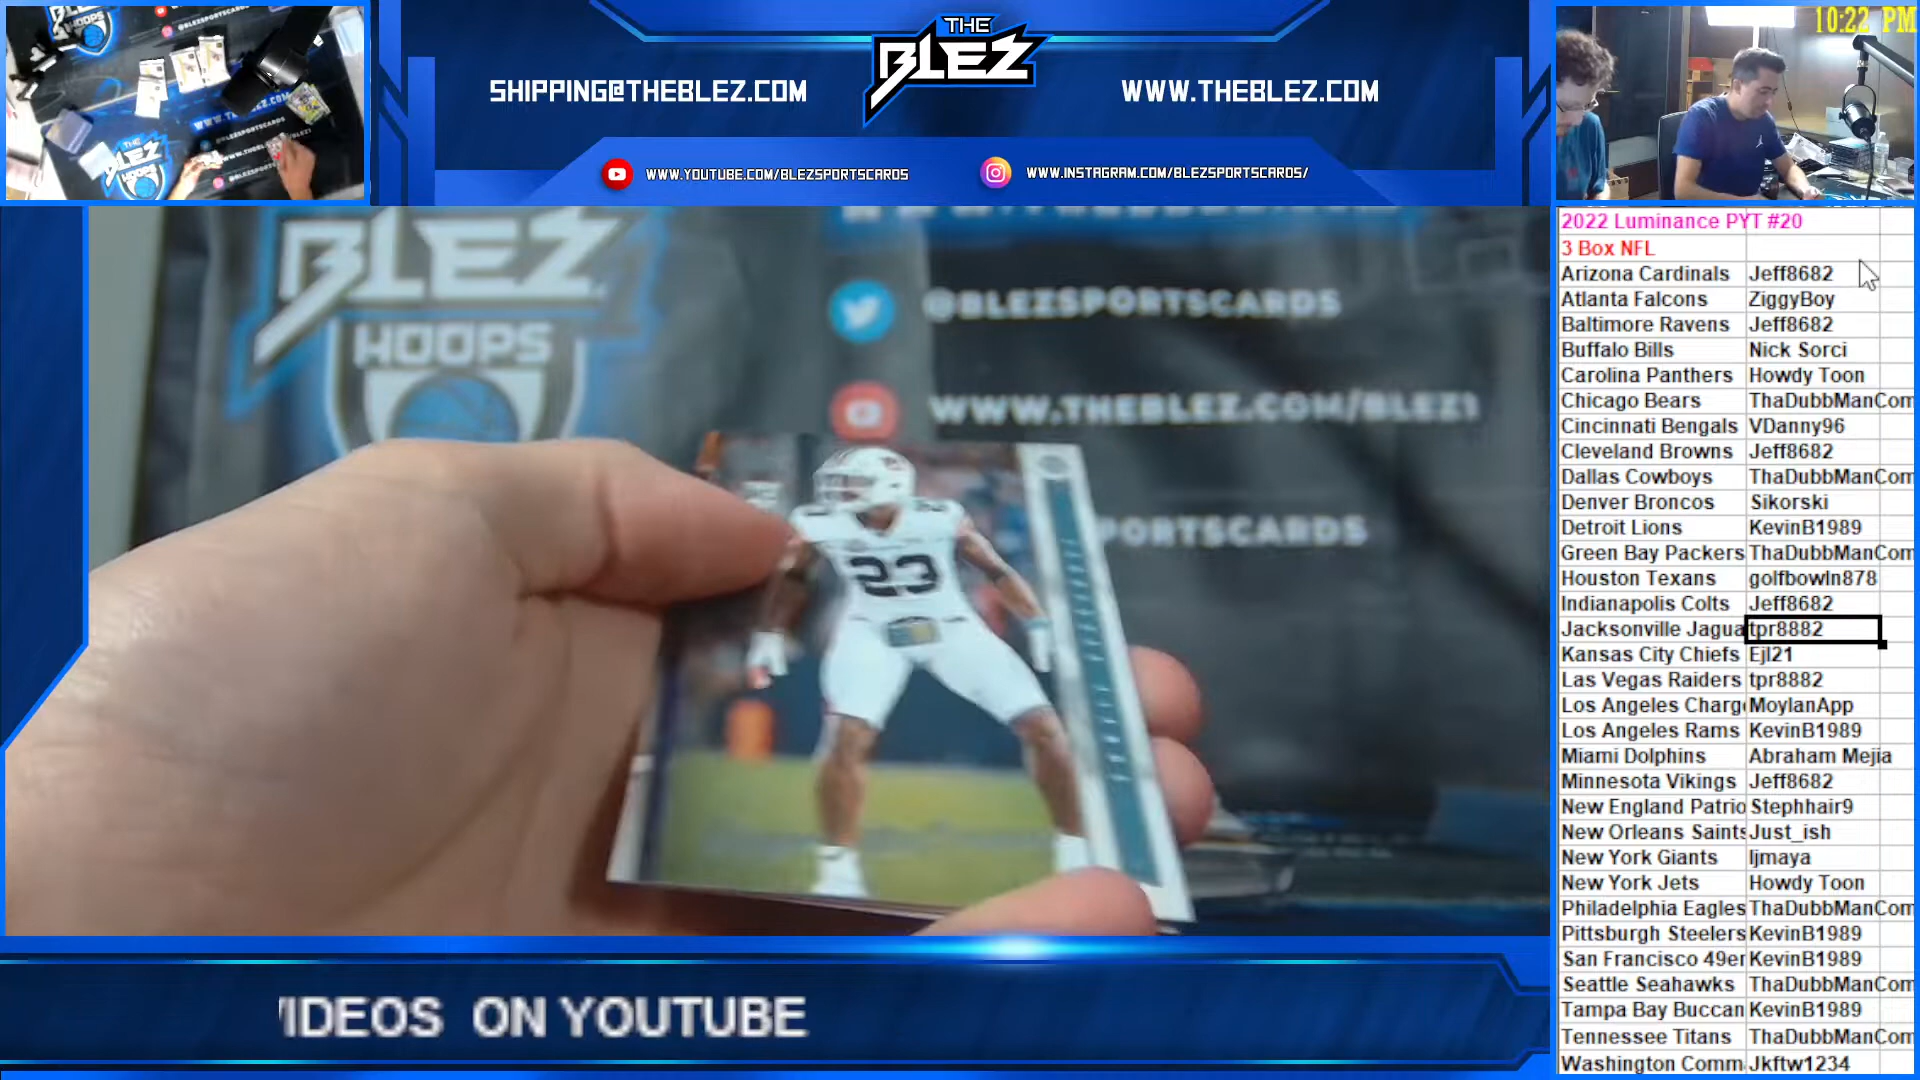 10:22 PM
THE
BLEZ
SHIPPING@THEBLEZ.COM
WWW.THEBLEZ.COM
WWW.YOUTUBE.COM/BLEZSPORTSCARDS
WWW.INSTAGRAM.COM/BLEZSPORTSCARDS/
BLEZ
HOOPS
@BLEZSPORTSCARDS
WWW.THEBLEZ.COM/BLEZ1
PORTSCARDS
23
IDEOS ON YOUTUBE
2022 Luminance PYT #20
3 Box NFL
Arizona Cardinals Jeff8682
Atlanta Falcons ZiggyBoy
Baltimore Ravens Jeff8682
Buffalo Bills Nick Sorci
Carolina Panthers Howdy Toon
Chicago Bears ThaDubbManCom
Cincinnati Bengals VDanny96
Cleveland Browns Jeff8682
Dallas Cowboys ThaDubbManCom
Denver Broncos Sikorski
Detroit Lions KevinB1989
Green Bay Packers ThaDubbManCom
Houston Texans golfbowln878
Indianapolis Colts Jeff8682
Jacksonville Jagua tpr8882
Kansas City Chiefs Ejl21
Las Vegas Raiders tpr8882
Los Angeles Charg MoylanApp
Los Angeles Rams KevinB1989
Miami Dolphins Abraham Mejia
Minnesota Vikings Jeff8682
New England Patrio Stephhair9
New Orleans Saints Just_ish
New York Giants ljmaya
New York Jets Howdy Toon
Philadelphia Eagles ThaDubbManCom
Pittsburgh Steelers KevinB1989
San Francisco 49er KevinB1989
Seattle Seahawks ThaDubbManCom
Tampa Bay Buccan KevinB1989
Tennessee Titans ThaDubbManCom
Washington Comm Jkftw1234